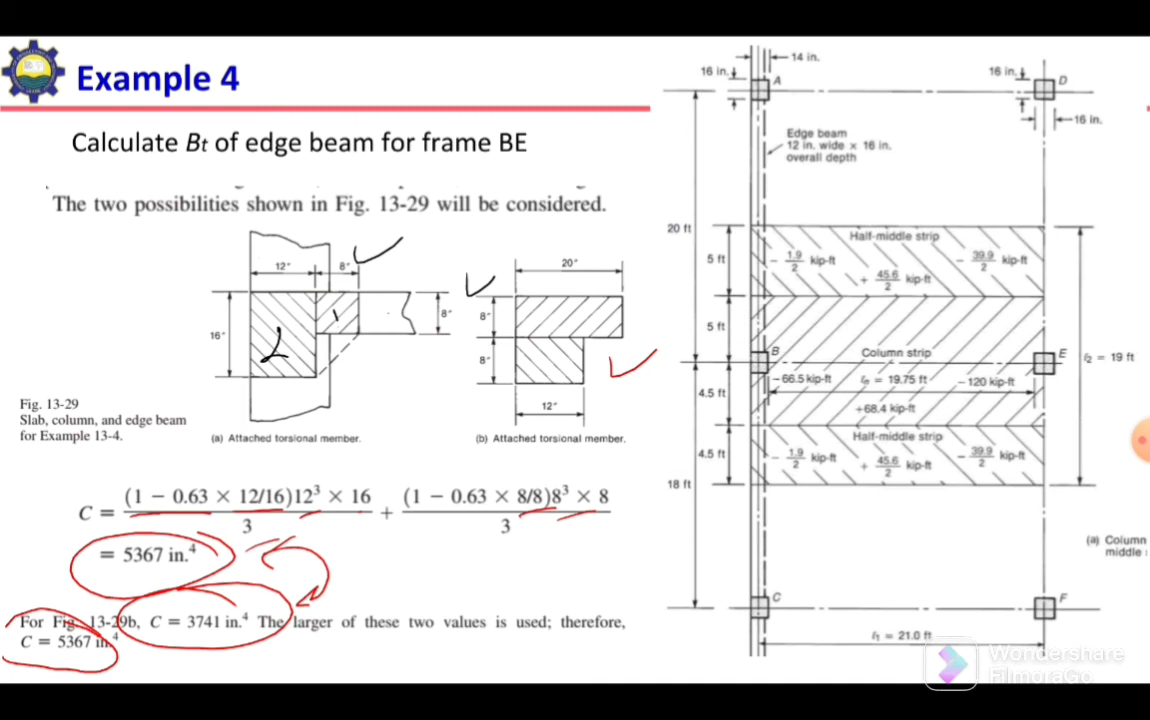 Example 4
Calculate Bt of edge beam for frame BE
The two possibilities shown in Fig. 13-29 will be considered.
12"
8"
16"
8"
1
2
20"
8"
8"
12"
Fig. 13-29
Slab, column, and edge beam
for Example 13-4.
(a) Attached torsional member.
(b) Attached torsional member.
C = (1 − 0.63 × 12/16)12³ × 16 / 3 + (1 − 0.63 × 8/8)8³ × 8 / 3
= 5367 in.⁴
For Fig. 13-29b, C = 3741 in.⁴ The larger of these two values is used; therefore,
C = 5367 in.⁴
14 in.
16 in.
A
16 in.
D
16 in.
Edge beam
12 in. wide × 16 in.
overall depth
20 ft
5 ft
Half-middle strip
− 1.9/2 kip-ft
+ 45.6/2 kip-ft
− 39.9/2 kip-ft
5 ft
B
Column strip
E
ℓ₂ = 19 ft
−66.5 kip-ft
ℓn = 19.75 ft
−120 kip-ft
4.5 ft
+68.4 kip-ft
Half-middle strip
4.5 ft
− 1.9/2 kip-ft
+ 45.6/2 kip-ft
− 39.9/2 kip-ft
18 ft
(a) Column
middle
C
F
ℓ₁ = 21.0 ft
Wondershare
FilmoraGo